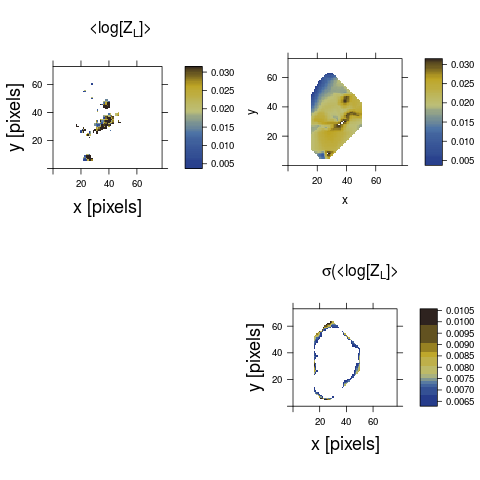 <log[Z_L]>
60
40
20
y [pixels]
20 40 60
x [pixels]
0.030
0.025
0.020
0.015
0.010
0.005
60
40
20
y
20 40 60
x
0.030
0.025
0.020
0.015
0.010
0.005
σ(<log[Z_L]>
60
40
20
y [pixels]
20 40 60
x [pixels]
0.0105
0.0100
0.0095
0.0090
0.0085
0.0080
0.0075
0.0070
0.0065